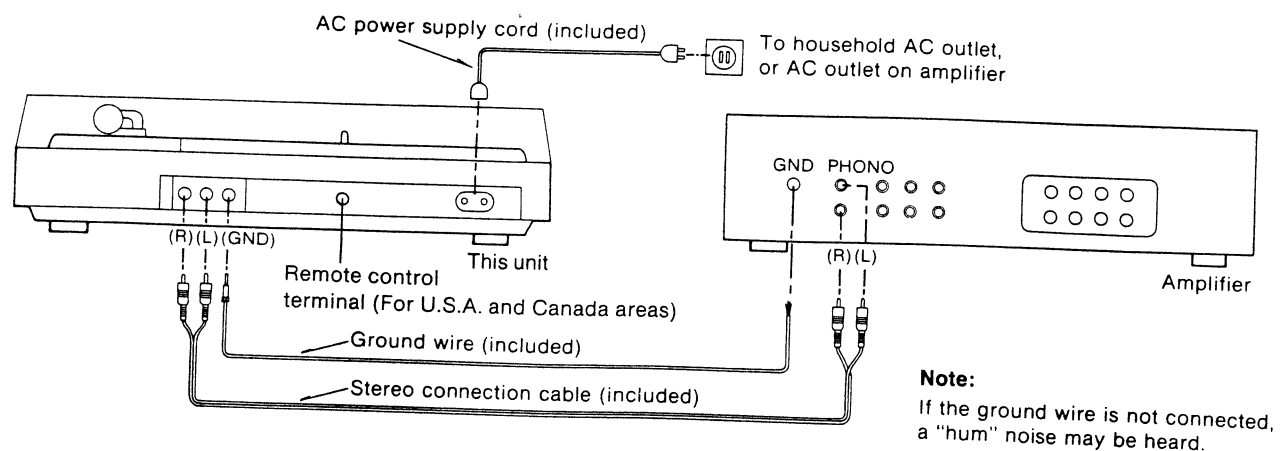 AC power supply cord (included)
To household AC outlet,
or AC outlet on amplifier
GND PHONO
(R) (L) (GND)
This unit
(R) (L)
Amplifier
Remote control
terminal (For U.S.A. and Canada areas)
Ground wire (included)
Stereo connection cable (included)
Note:
If the ground wire is not connected,
a "hum" noise may be heard.